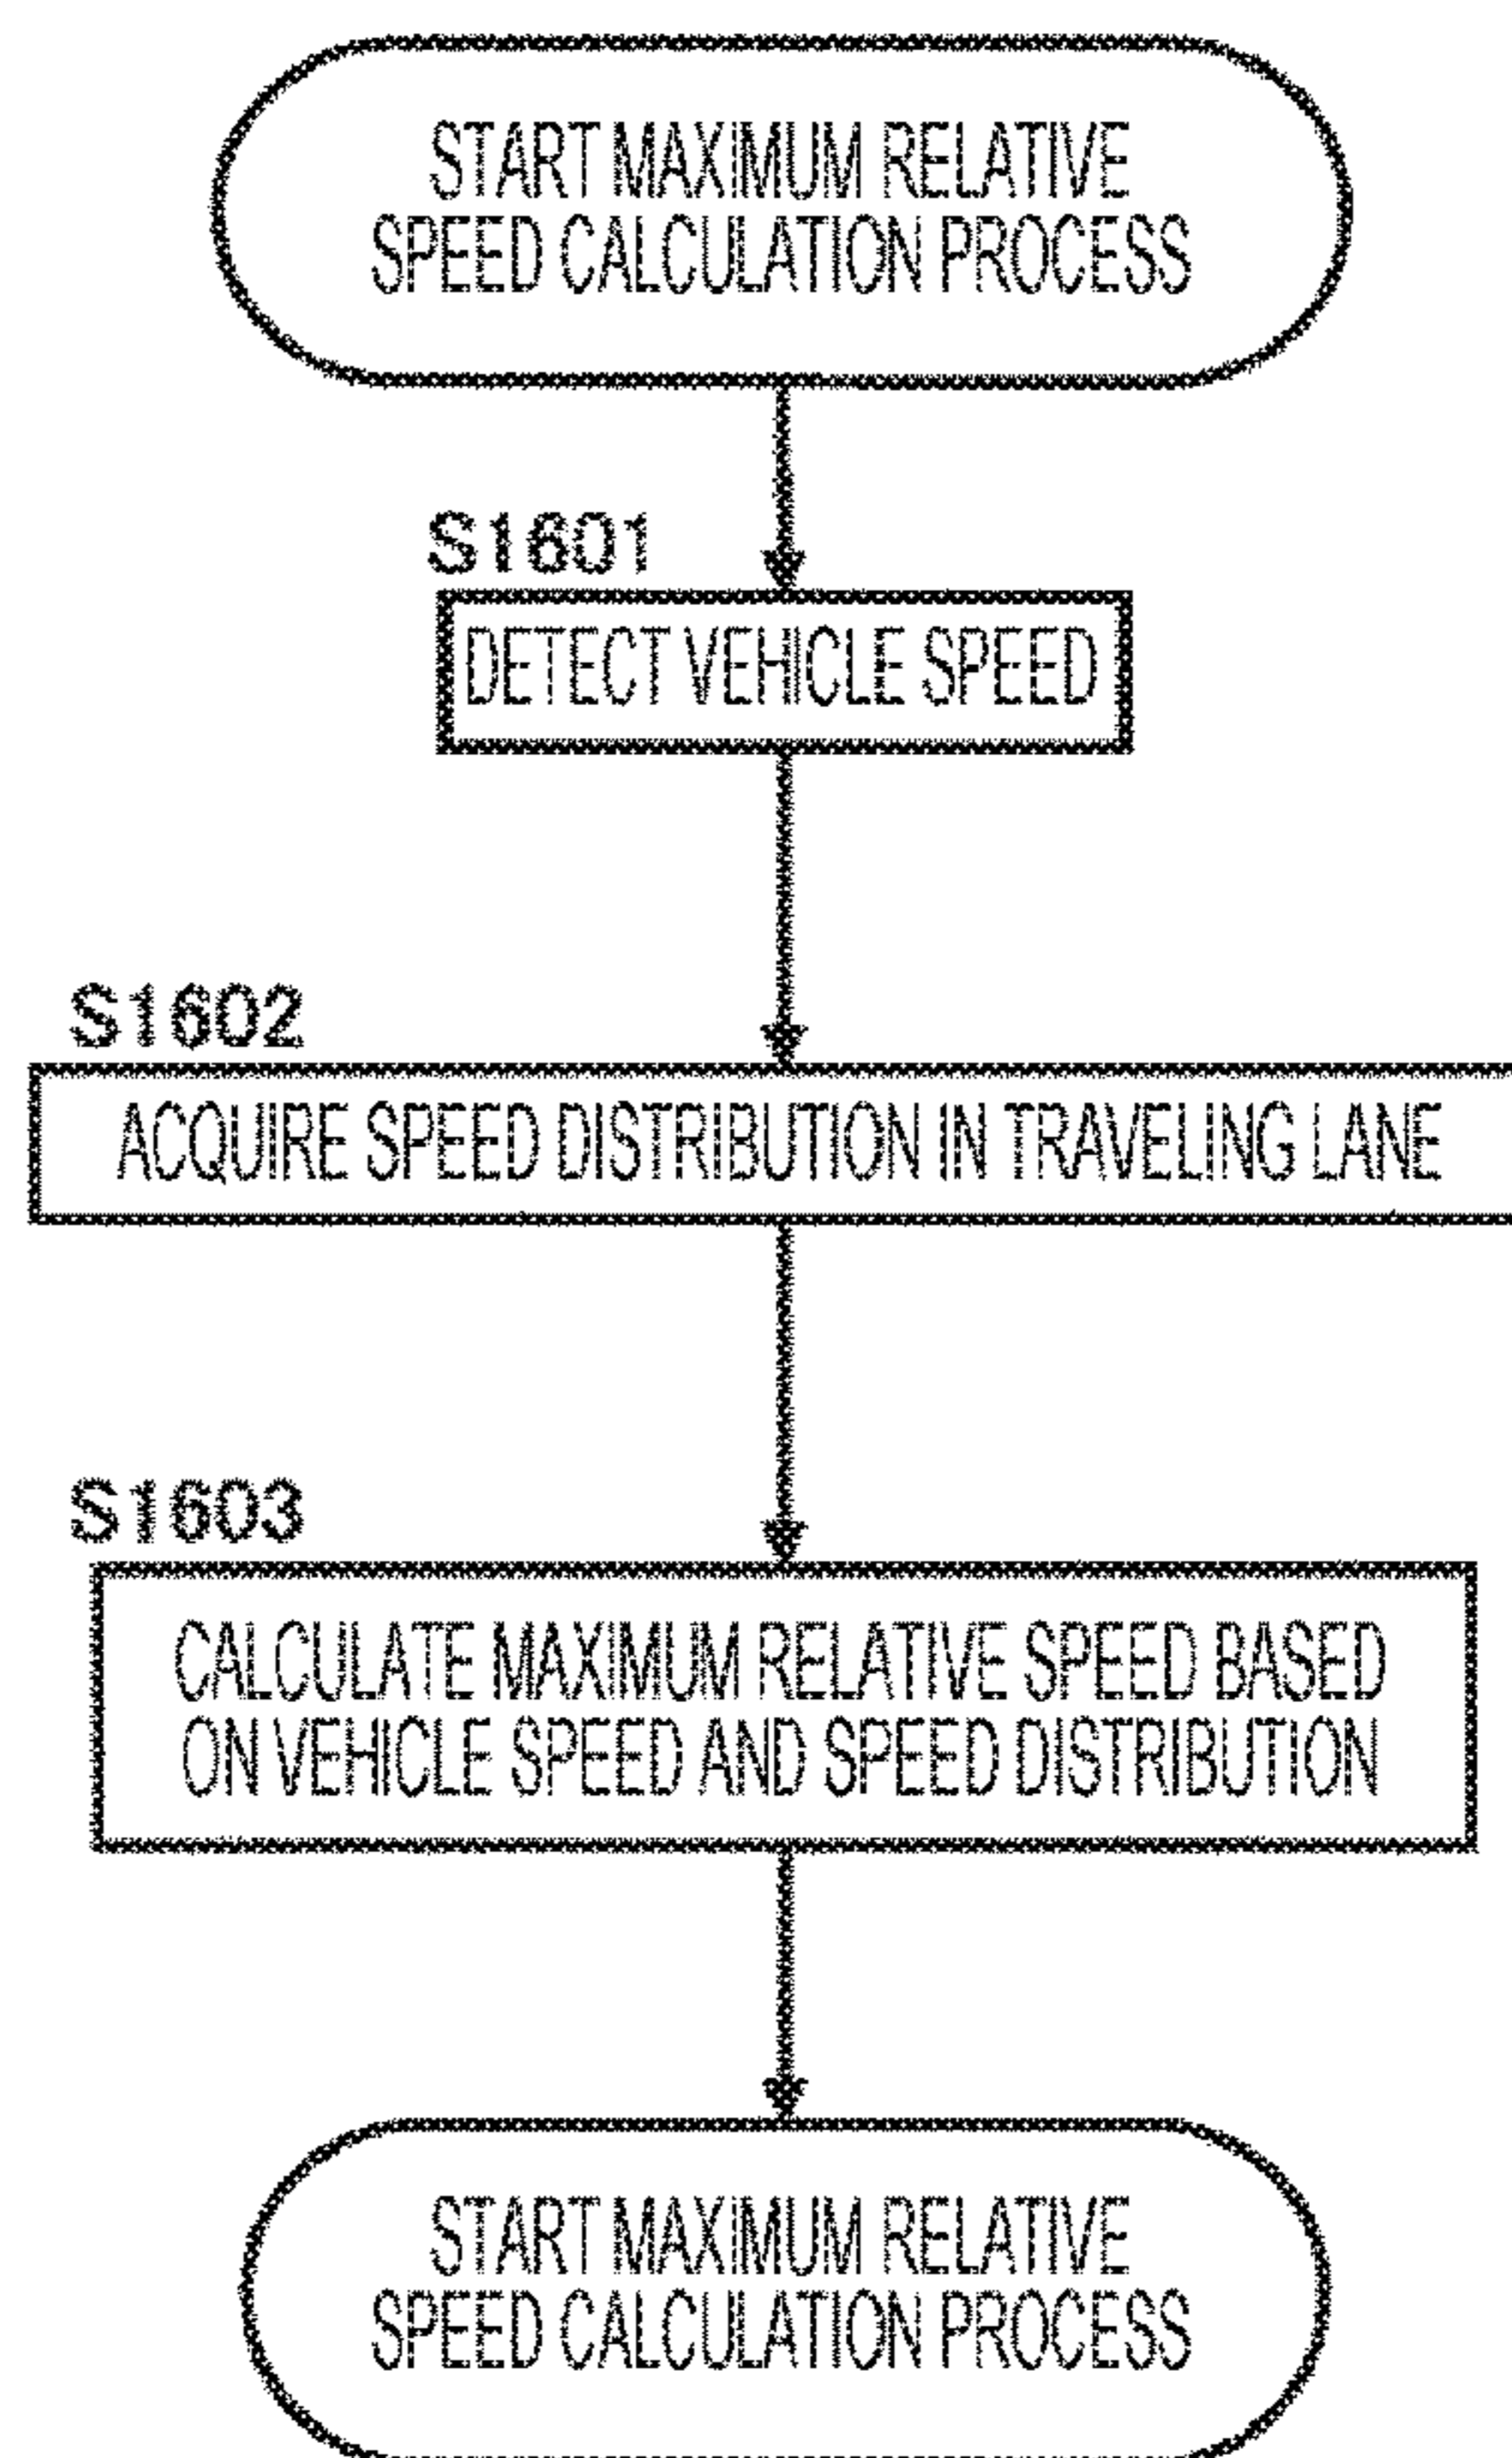 START MAXIMUM RELATIVE
SPEED CALCULATION PROCESS
S1601
DETECT VEHICLE SPEED
S1602
ACQUIRE SPEED DISTRIBUTION IN TRAVELING LANE
S1603
CALCULATE MAXIMUM RELATIVE SPEED BASED
ON VEHICLE SPEED AND SPEED DISTRIBUTION
START MAXIMUM RELATIVE
SPEED CALCULATION PROCESS